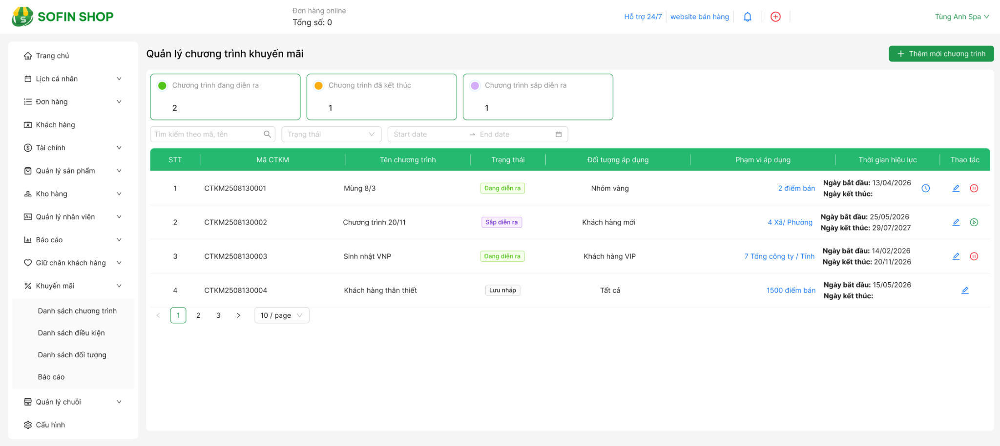 SOFIN SHOP
Đơn hàng online
Tổng số: 0
Hỗ trợ 24/7
website bán hàng
Tùng Anh Spa
Trang chủ
Lịch cá nhân
Đơn hàng
Khách hàng
Tài chính
Quản lý sản phẩm
Kho hàng
Quản lý nhân viên
Báo cáo
Giữ chân khách hàng
Khuyến mãi
Danh sách chương trình
Danh sách điều kiện
Danh sách đối tượng
Báo cáo
Quản lý chuỗi
Cấu hình
Quản lý chương trình khuyến mãi
Thêm mới chương trình
Chương trình đang diễn ra
2
Chương trình đã kết thúc
1
Chương trình sắp diễn ra
1
Tìm kiếm theo mã, tên
Trạng thái
Start date → End date
STT Mã CTKM Tên chương trình Trạng thái Đối tượng áp dụng Phạm vi áp dụng Thời gian hiệu lực Thao tác
1 CTKM2508130001 Mùng 8/3 Đang diễn ra Nhóm vàng 2 điểm bán Ngày bắt đầu: 13/04/2026
Ngày kết thúc:
2 CTKM2508130002 Chương trình 20/11 Sắp diễn ra Khách hàng mới 4 Xã/ Phường Ngày bắt đầu: 25/05/2026
Ngày kết thúc: 29/07/2027
3 CTKM2508130003 Sinh nhật VNP Đang diễn ra Khách hàng VIP 7 Tổng công ty / Tỉnh Ngày bắt đầu: 14/02/2026
Ngày kết thúc: 20/11/2026
4 CTKM2508130004 Khách hàng thân thiết Lưu nháp Tất cả 1500 điểm bán Ngày bắt đầu: 15/05/2026
Ngày kết thúc:
1 2 3 10 / page